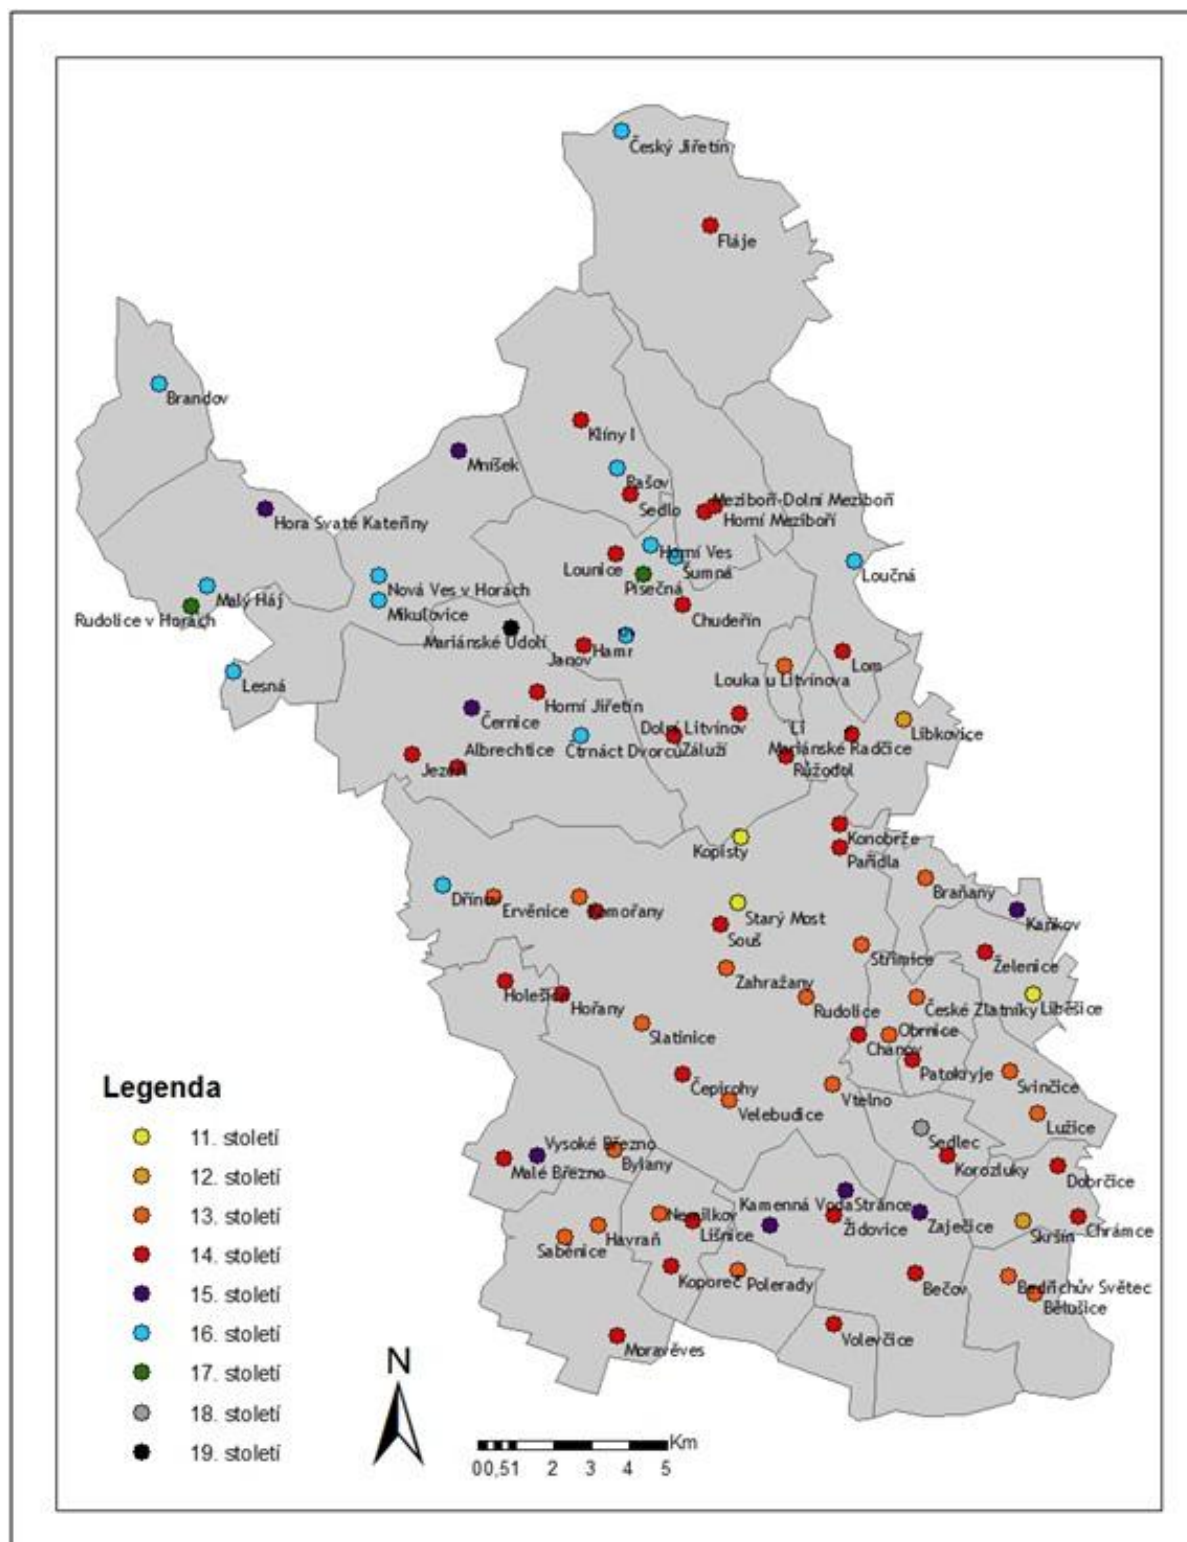 Český Jiřetín
Fláje
Brandov
Klíny I
Mníšek
Rašov
Sedlo
Meziboří-Dolní Meziboří
Horní Meziboří
Hora Svaté Kateřiny
Horní Ves
Lounice
Šumná
Loučná
Písečná
Nová Ves v Horách
Malý Háj
Mikulovice
Chudeřín
Rudolice v Horách
Mariánské Údolí
Hamr
Janov
Lom
Louka u Litvínova
Lesná
Horní Jiřetín
Černice
Dolní Litvínov
Li
Libkovice
Albrechtice
Čtrnáct Dvorců
Záluží
Mariánské Radčice
Jezeří
Růžodol
Konobrže
Kopisty
Pařidla
Braňany
Dřínov
Ervěnice
Komořany
Starý Most
Kaňkov
Souš
Střimice
Želenice
Zahražany
Holešice
Hořany
Rudolice
České Zlatníky
Liběšice
Slatinice
Obrnice
Chanov
Patokryje
Svinčice
Čepirohy
Vtelno
Velebudice
Lužice
Legenda
11. století
12. století
13. století
14. století
15. století
16. století
17. století
18. století
19. století
Sedlec
Vysoké Březno
Bylany
Malé Březno
Korozluky
Dobrčice
Kamenná Voda
Stránce
Nemilkov
Lišnice
Židovice
Zaječice
Skršín
Chrámce
Havraň
Saběnice
Koporeč
Polerady
Bečov
Bedřichův Světec
Bělušice
Volevčice
Moravěves
N
Km
0 0,5 1 2 3 4 5